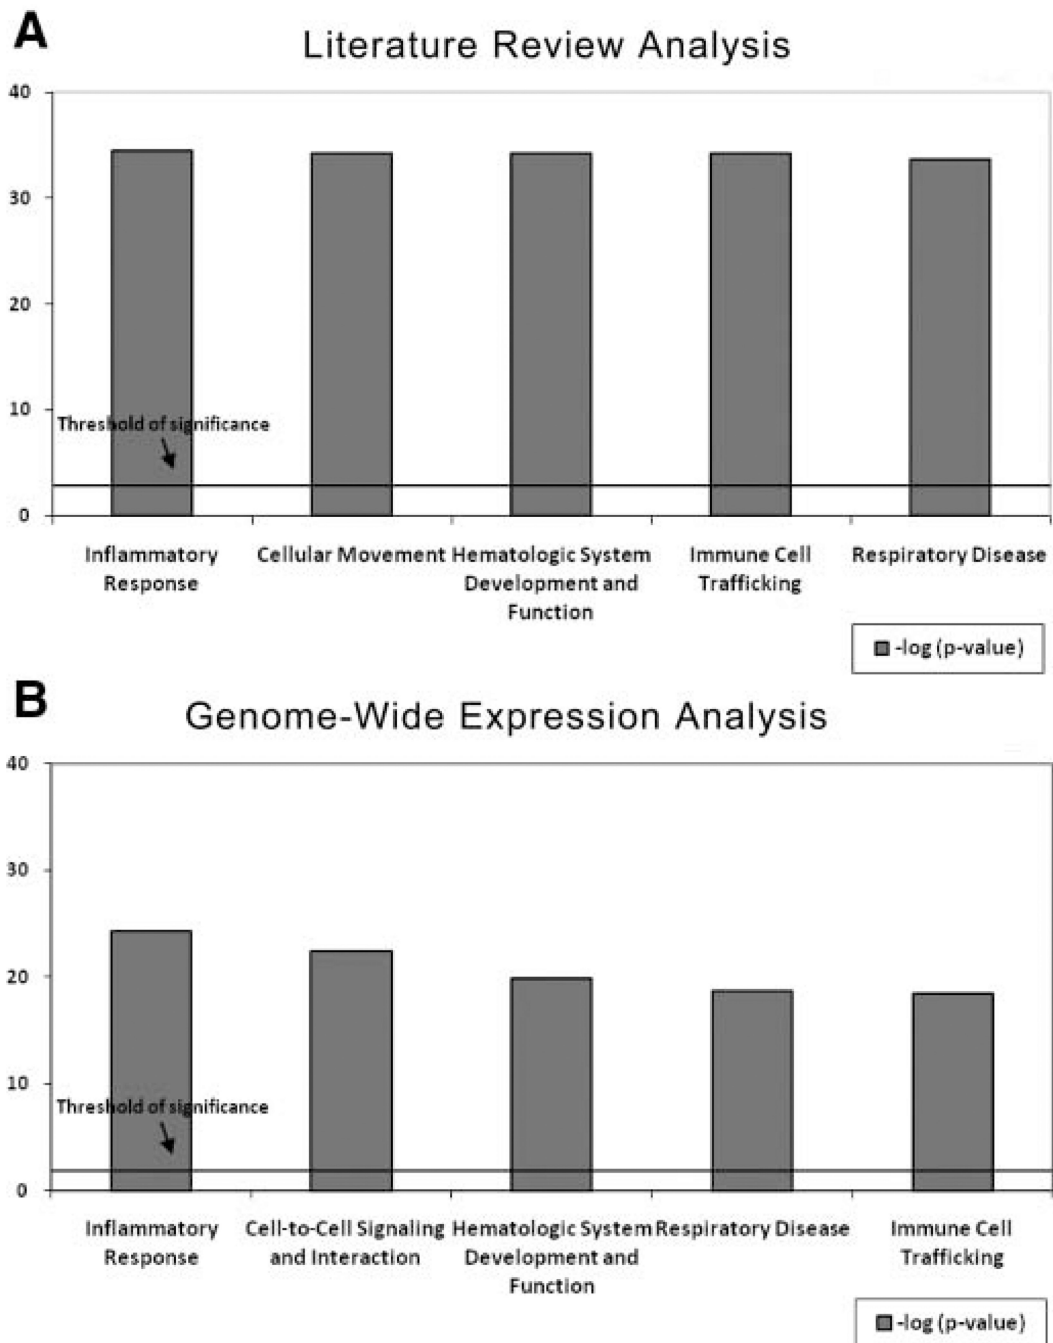 A
Literature Review Analysis
40
30
20
10
Threshold of significance
0
Inflammatory
Response
Cellular Movement
Hematologic System
Development and
Function
Immune Cell
Trafficking
Respiratory Disease
-log (p-value)
B
Genome-Wide Expression Analysis
40
30
20
10
Threshold of significance
0
Inflammatory
Response
Cell-to-Cell Signaling
and Interaction
Hematologic System
Development and
Function
Respiratory Disease
Immune Cell
Trafficking
-log (p-value)